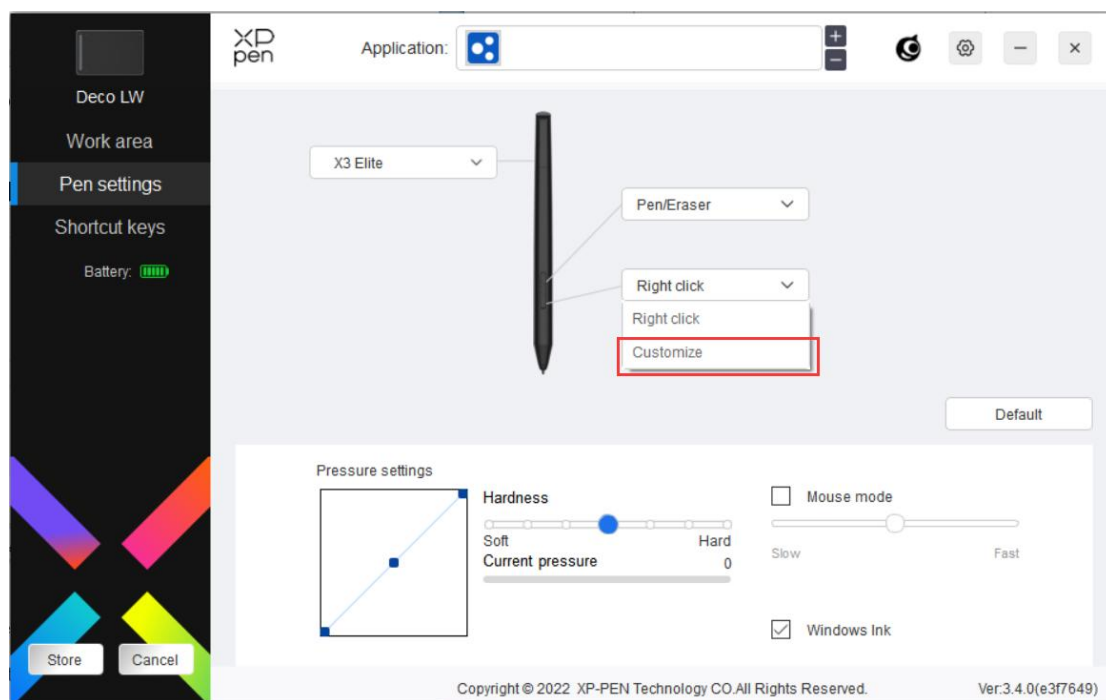 XP
pen
Application:
Deco LW
Work area
Pen settings
Shortcut keys
Battery:
X3 Elite
Pen/Eraser
Right click
Right click
Customize
Default
Pressure settings
Hardness
Soft Hard
Current pressure 0
Mouse mode
Slow Fast
Windows Ink
Store Cancel
Copyright © 2022 XP-PEN Technology CO.All Rights Reserved. Ver:3.4.0(e3f7649)